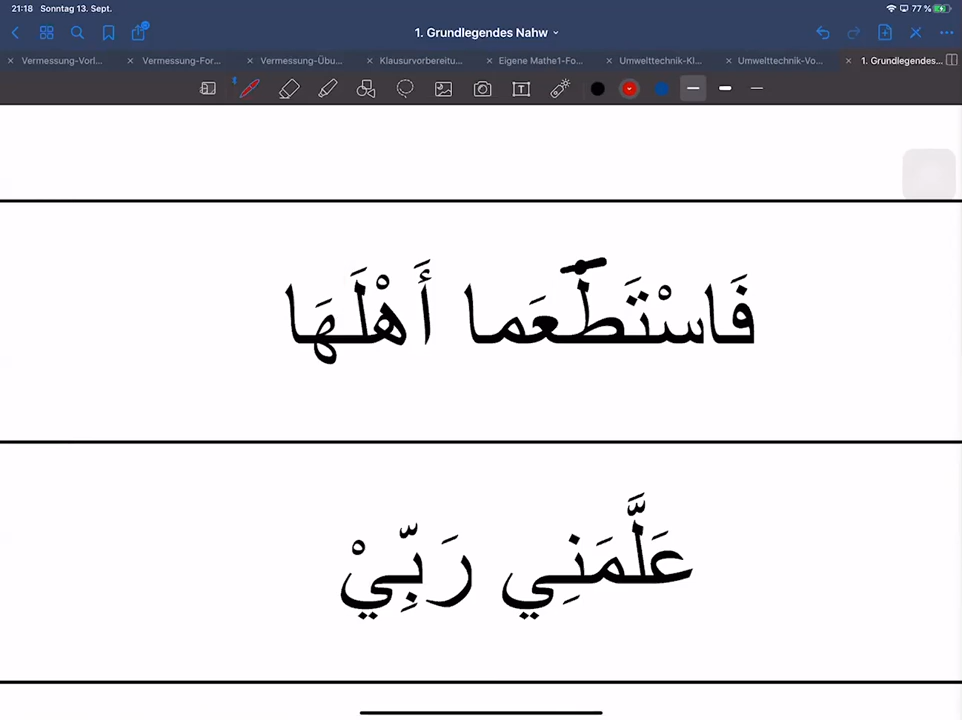 21:18 Sonntag 13. Sept.
77 %
1. Grundlegendes Nahw
Vermessung-Vorl... Vermessung-For... Vermessung-Übu... Klausurvorbereitu... Eigene Mathe1-Fo... Umwelttechnik-Kl... Umwelttechnik-Vo... 1. Grundlegendes...
فَاسْتَطَّعَما أَهْلَهَا
عَلَّمَنِي رَبِّيْ